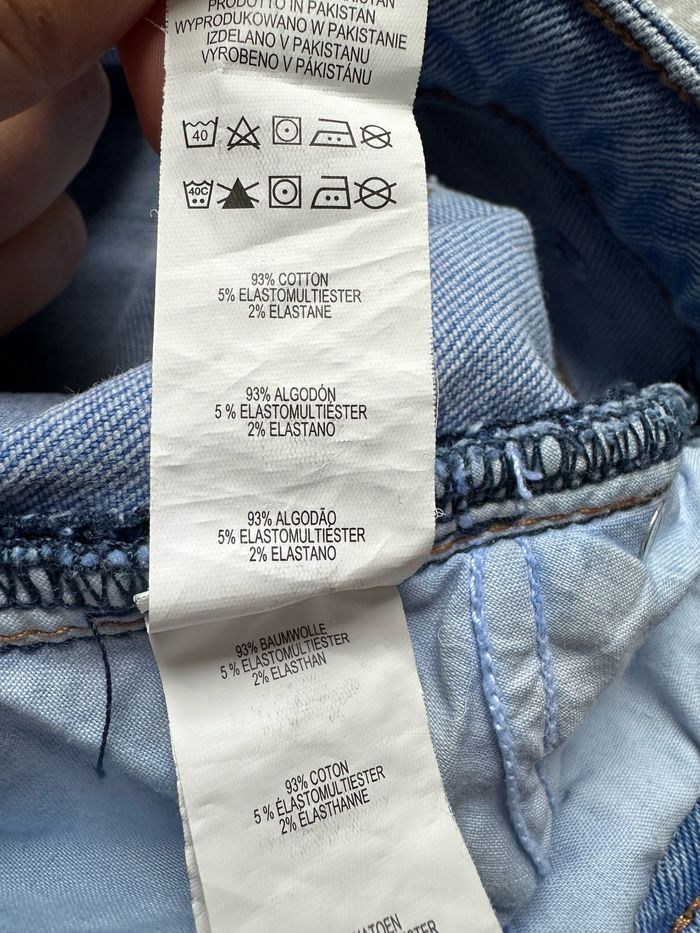 PRODOTTO IN PAKISTAN
WYPRODUKOWANO W PAKISTANIE
IZDELANO V PAKISTANU
VYROBENO V PÁKISTÁNU
40
40C
93% COTTON
5% ELASTOMULTIESTER
2% ELASTANE
93% ALGODÓN
5 % ELASTOMULTIÉSTER
2% ELASTANO
93% ALGODÃO
5% ELASTOMULTIÉSTER
2% ELASTANO
93% BAUMWOLLE
5 % ELASTOMULTIESTER
2% ELASTHAN
93% COTON
5 % ÉLASTOMULTIESTER
2% ÉLASTHANNE